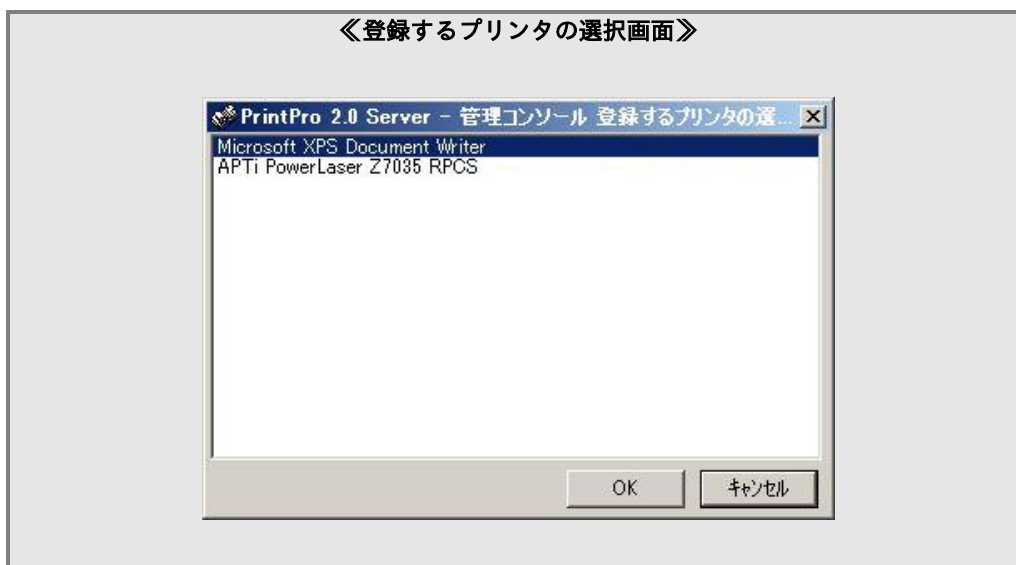 ≪登録するプリンタの選択画面≫
PrintPro 2.0 Server - 管理コンソール 登録するプリンタの選...
Microsoft XPS Document Writer
APTi PowerLaser Z7035 RPCS
OK
キャンセル